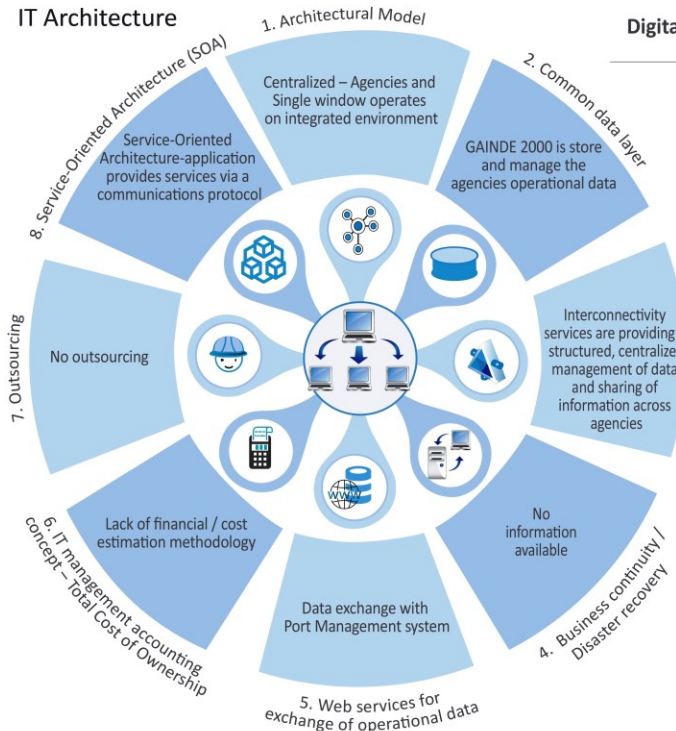 IT Architecture
Digita
1. Architectural Model
Centralized – Agencies and
Single window operates
on integrated environment
2. Common data layer
GAINDE 2000 is store
and manage the
agencies operational data
Interconnectivity
services are providing
structured, centralize
management of data
and sharing of
information across
agencies
4. Business continuity /
Disaster recovery
No
information
available
5. Web services for
exchange of operational data
Data exchange with
Port Management system
6. IT management accounting
concept – Total Cost of Ownership
Lack of financial / cost
estimation methodology
7. Outsourcing
No outsourcing
8. Service-Oriented Architecture (SOA)
Service-Oriented
Architecture-application
provides services via a
communications protocol
www